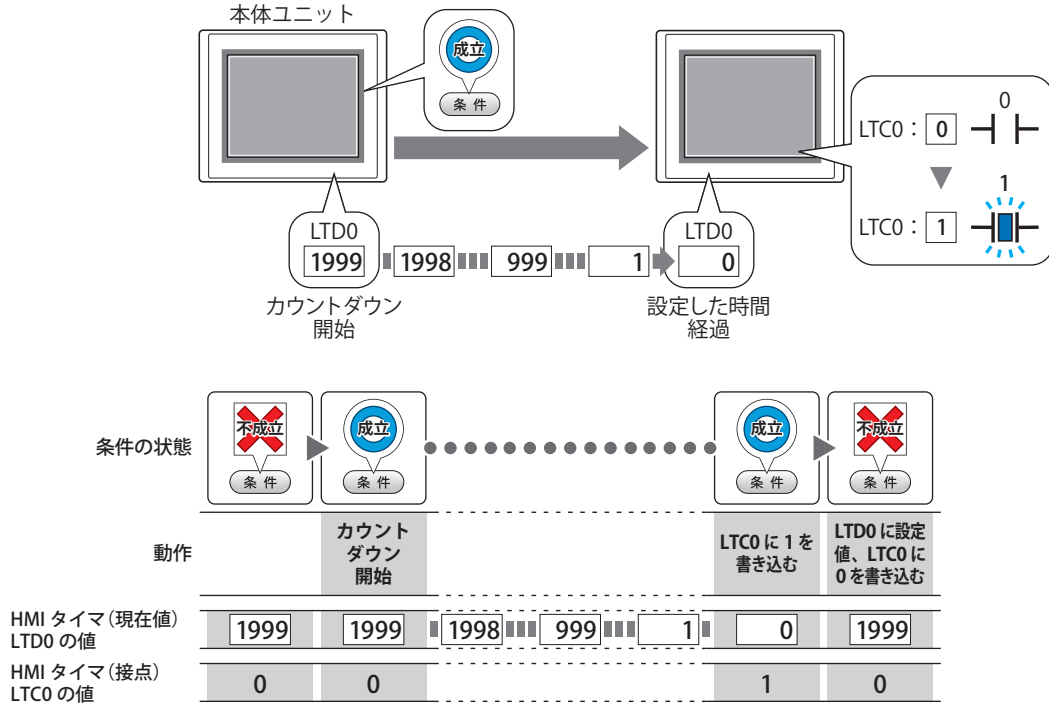 本体ユニット
成立
条件
0
LTC0： 0
1
LTC0： 1
LTD0
1999 1998 999 1
LTD0
0
カウントダウン
開始
設定した時間
経過
条件の状態
不成立
条件
成立
条件
成立
条件
不成立
条件
動作
カウント
ダウン
開始
LTC0 に 1 を
書き込む
LTD0 に設定
値、LTC0 に
0 を書き込む
HMI タイマ（現在値）
LTD0 の値
1999 1999 1998 999 1 0 1999
HMI タイマ（接点）
LTC0 の値
0 0 1 0